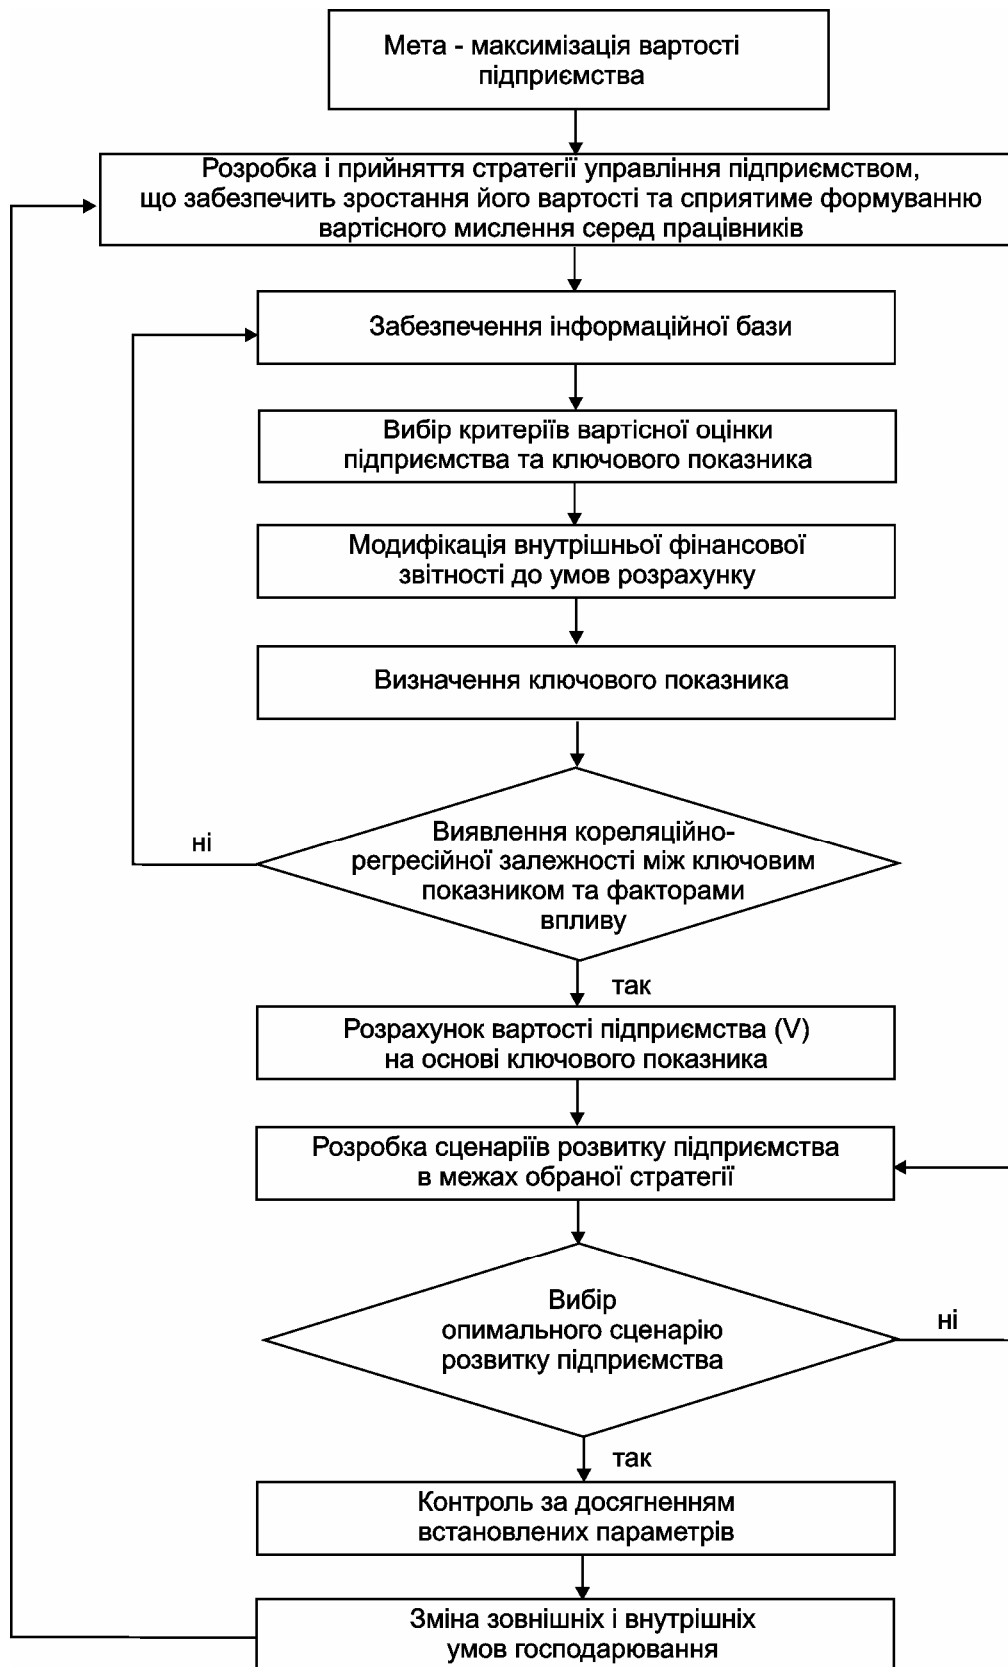 Мета - максимізація вартості
підприємства
Розробка і прийняття стратегії управління підприємством,
що забезпечить зростання його вартості та сприятиме формуванню
вартісного мислення серед працівників
Забезпечення інформаційної бази
Вибір критеріїв вартісної оцінки
підприємства та ключового показника
Модифікація внутрішньої фінансової
звітності до умов розрахунку
Визначення ключового показника
Виявлення кореляційно-
регресійної залежності між ключовим
показником та факторами
впливу
ні
так
Розрахунок вартості підприємства (V)
на основі ключового показника
Розробка сценаріїв розвитку підприємства
в межах обраної стратегії
Вибір
опимального сценарію
розвитку підприємства
ні
так
Контроль за досягненням
встановлених параметрів
Зміна зовнішніх і внутрішніх
умов господарювання